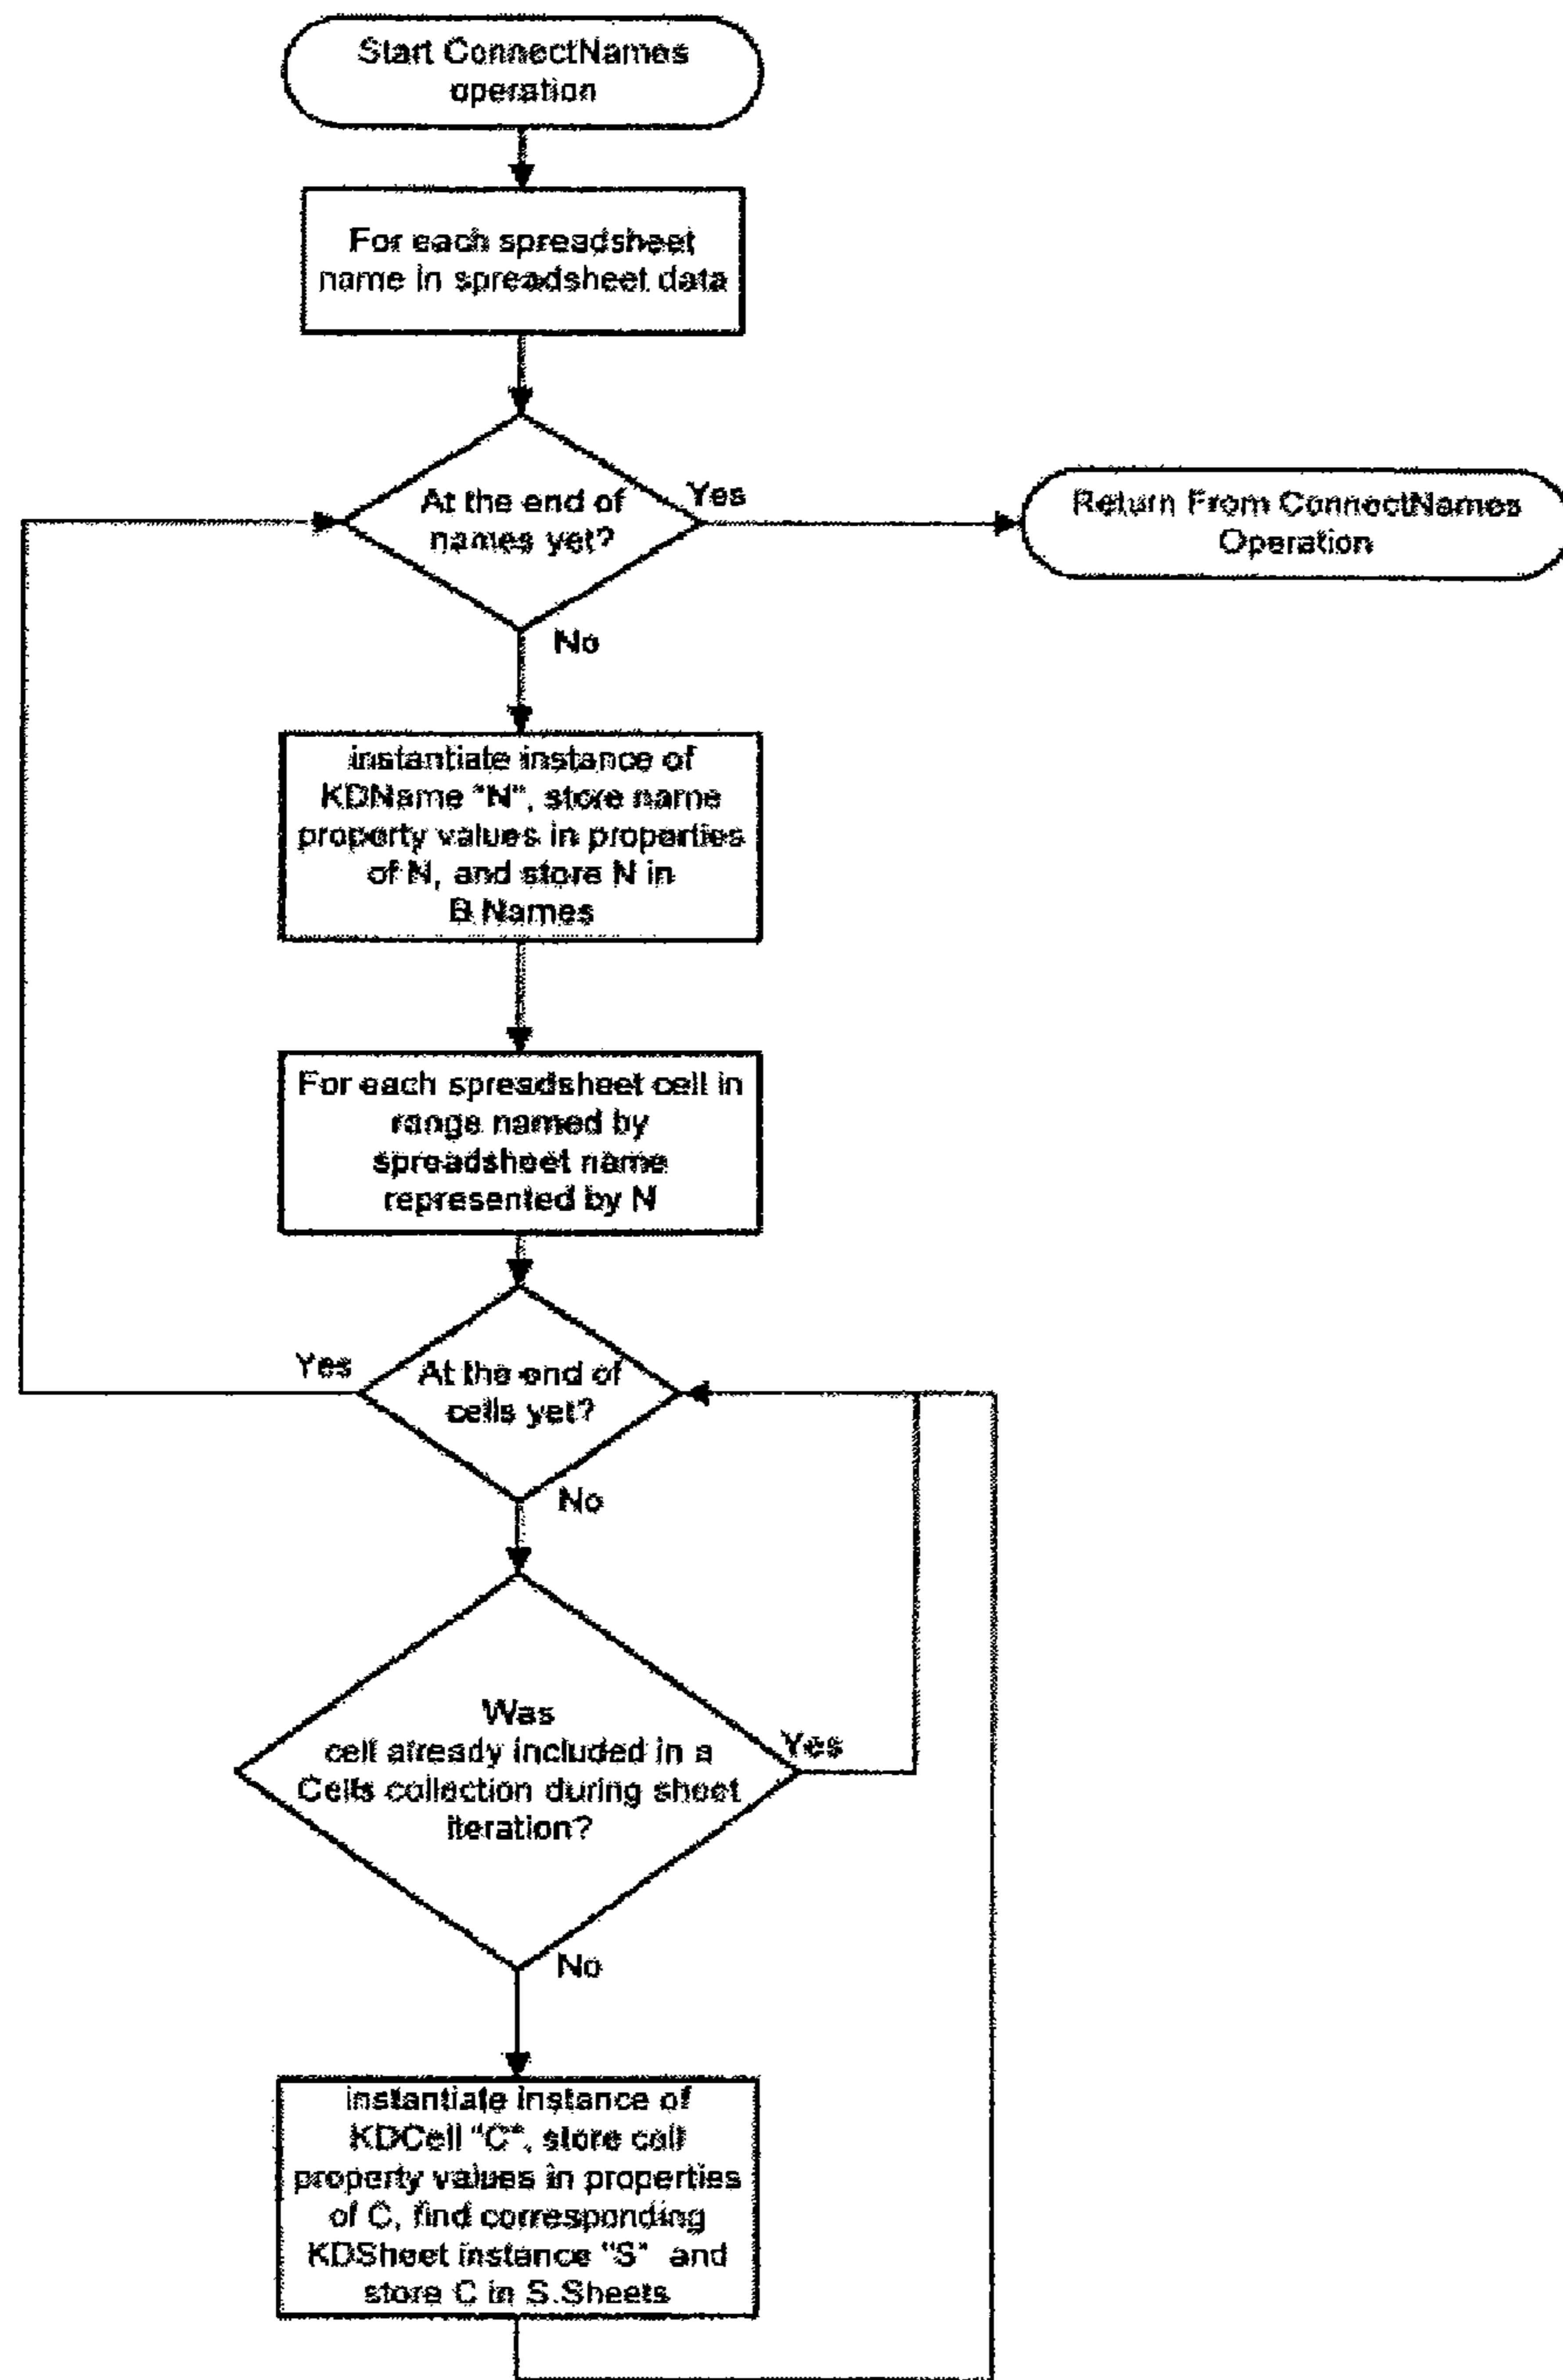 Start ConnectNames
operation
For each spreadsheet
name in spreadsheet data
At the end of
names yet?
Yes
Return From ConnectNames
Operation
No
instantiate instance of
KDName "N", store name
property values in properties
of N, and store N in
B.Names
For each spreadsheet cell in
range named by
spreadsheet name
represented by N
Yes
At the end of
cells yet?
No
Was
cell already included in a
Cells collection during sheet
iteration?
Yes
No
instantiate instance of
KDCell "C", store cell
property values in properties
of C, find corresponding
KDSheet instance "S" and
store C in S.Sheets